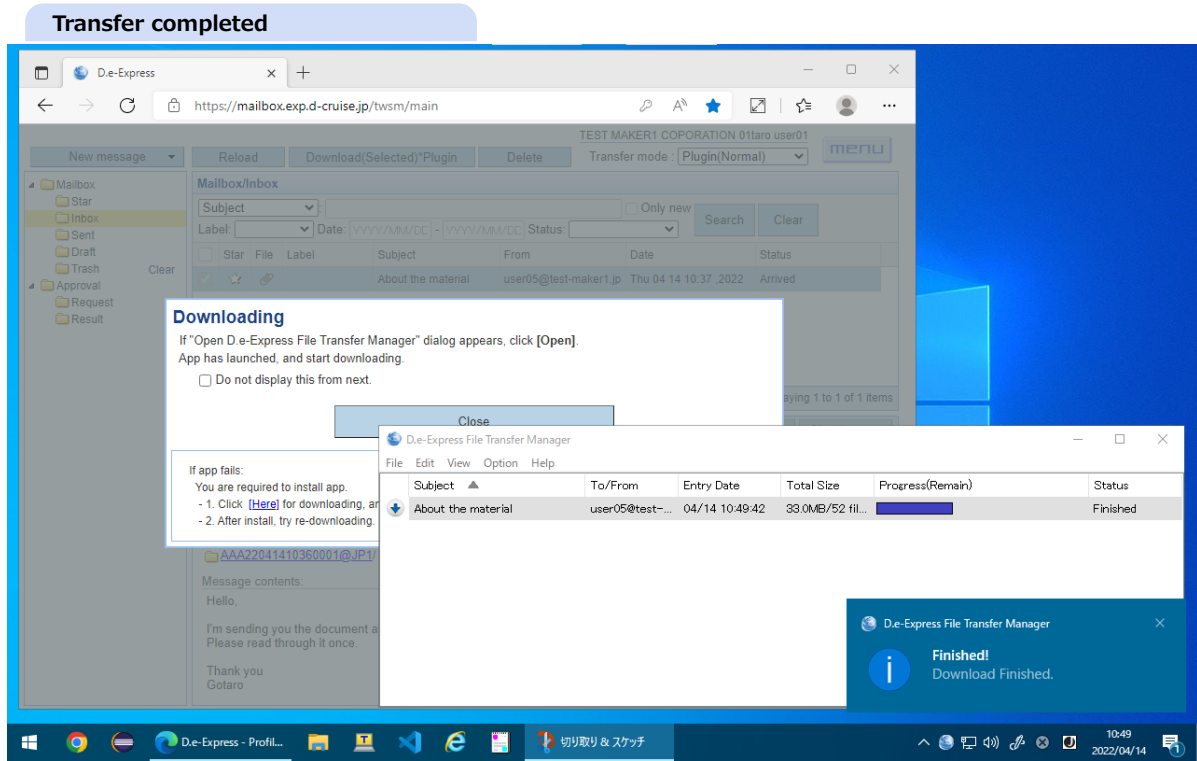 Transfer completed
D.e-Express
https://mailbox.exp.d-cruise.jp/twsm/main
TEST MAKER1 COPORATION 01taro user01
New message
Reload
Download(Selected)*Plugin
Delete
Transfer mode : Plugin(Normal)
menu
Mailbox
Star
Inbox
Sent
Draft
Trash
Clear
Approval
Request
Result
Mailbox/Inbox
Subject
Only new
Search
Clear
Label:
Date: YYYY/MM/DD - YYYY/MM/DD Status:
Star File Label Subject From Date Status
About the material user05@test-maker1.jp Thu 04 14 10:37 ,2022 Arrived
Downloading
If "Open D.e-Express File Transfer Manager" dialog appears, click [Open].
App has launched, and start downloading.
Do not display this from next.
aying 1 to 1 of 1 items
Close
If app fails:
You are required to install app.
- 1. Click [Here] for downloading, an
- 2. After install, try re-downloading.
AAA22041410360001@JP1/
Message contents:
Hello,
I'm sending you the document a
Please read through it once.
Thank you
Gotaro
D.e-Express File Transfer Manager
File Edit View Option Help
Subject To/From Entry Date Total Size Progress(Remain) Status
About the material user05@test-... 04/14 10:49:42 33.0MB/52 fil... Finished
D.e-Express File Transfer Manager
Finished!
Download Finished.
D.e-Express - Profil...
切り取り & スケッチ
10:49
2022/04/14
1